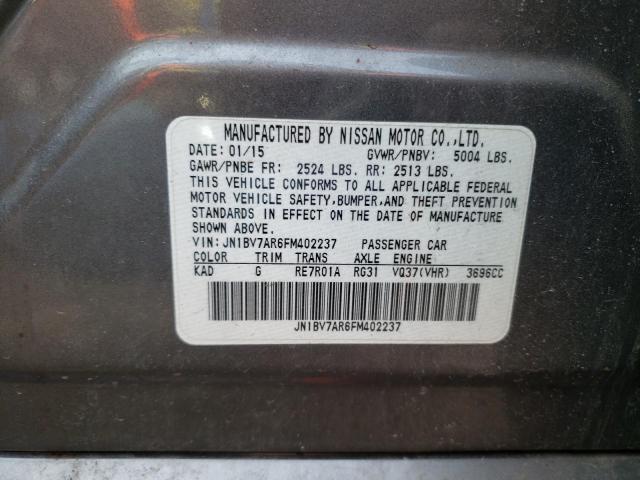 MANUFACTURED BY NISSAN MOTOR CO.,LTD.
DATE: 01/15 GVWR/PNBV: 5004 LBS.
GAWR/PNBE FR: 2524 LBS. RR: 2513 LBS.
THIS VEHICLE CONFORMS TO ALL APPLICABLE FEDERAL
MOTOR VEHICLE SAFETY,BUMPER,AND THEFT PREVENTION
STANDARDS IN EFFECT ON THE DATE OF MANUFACTURE
SHOWN ABOVE.
VIN:JN1BV7AR6FM402237 PASSENGER CAR
COLOR TRIM TRANS AXLE ENGINE
KAD G RE7R01A RG31 VQ37(VHR) 3696CC
JN1BV7AR6FM402237